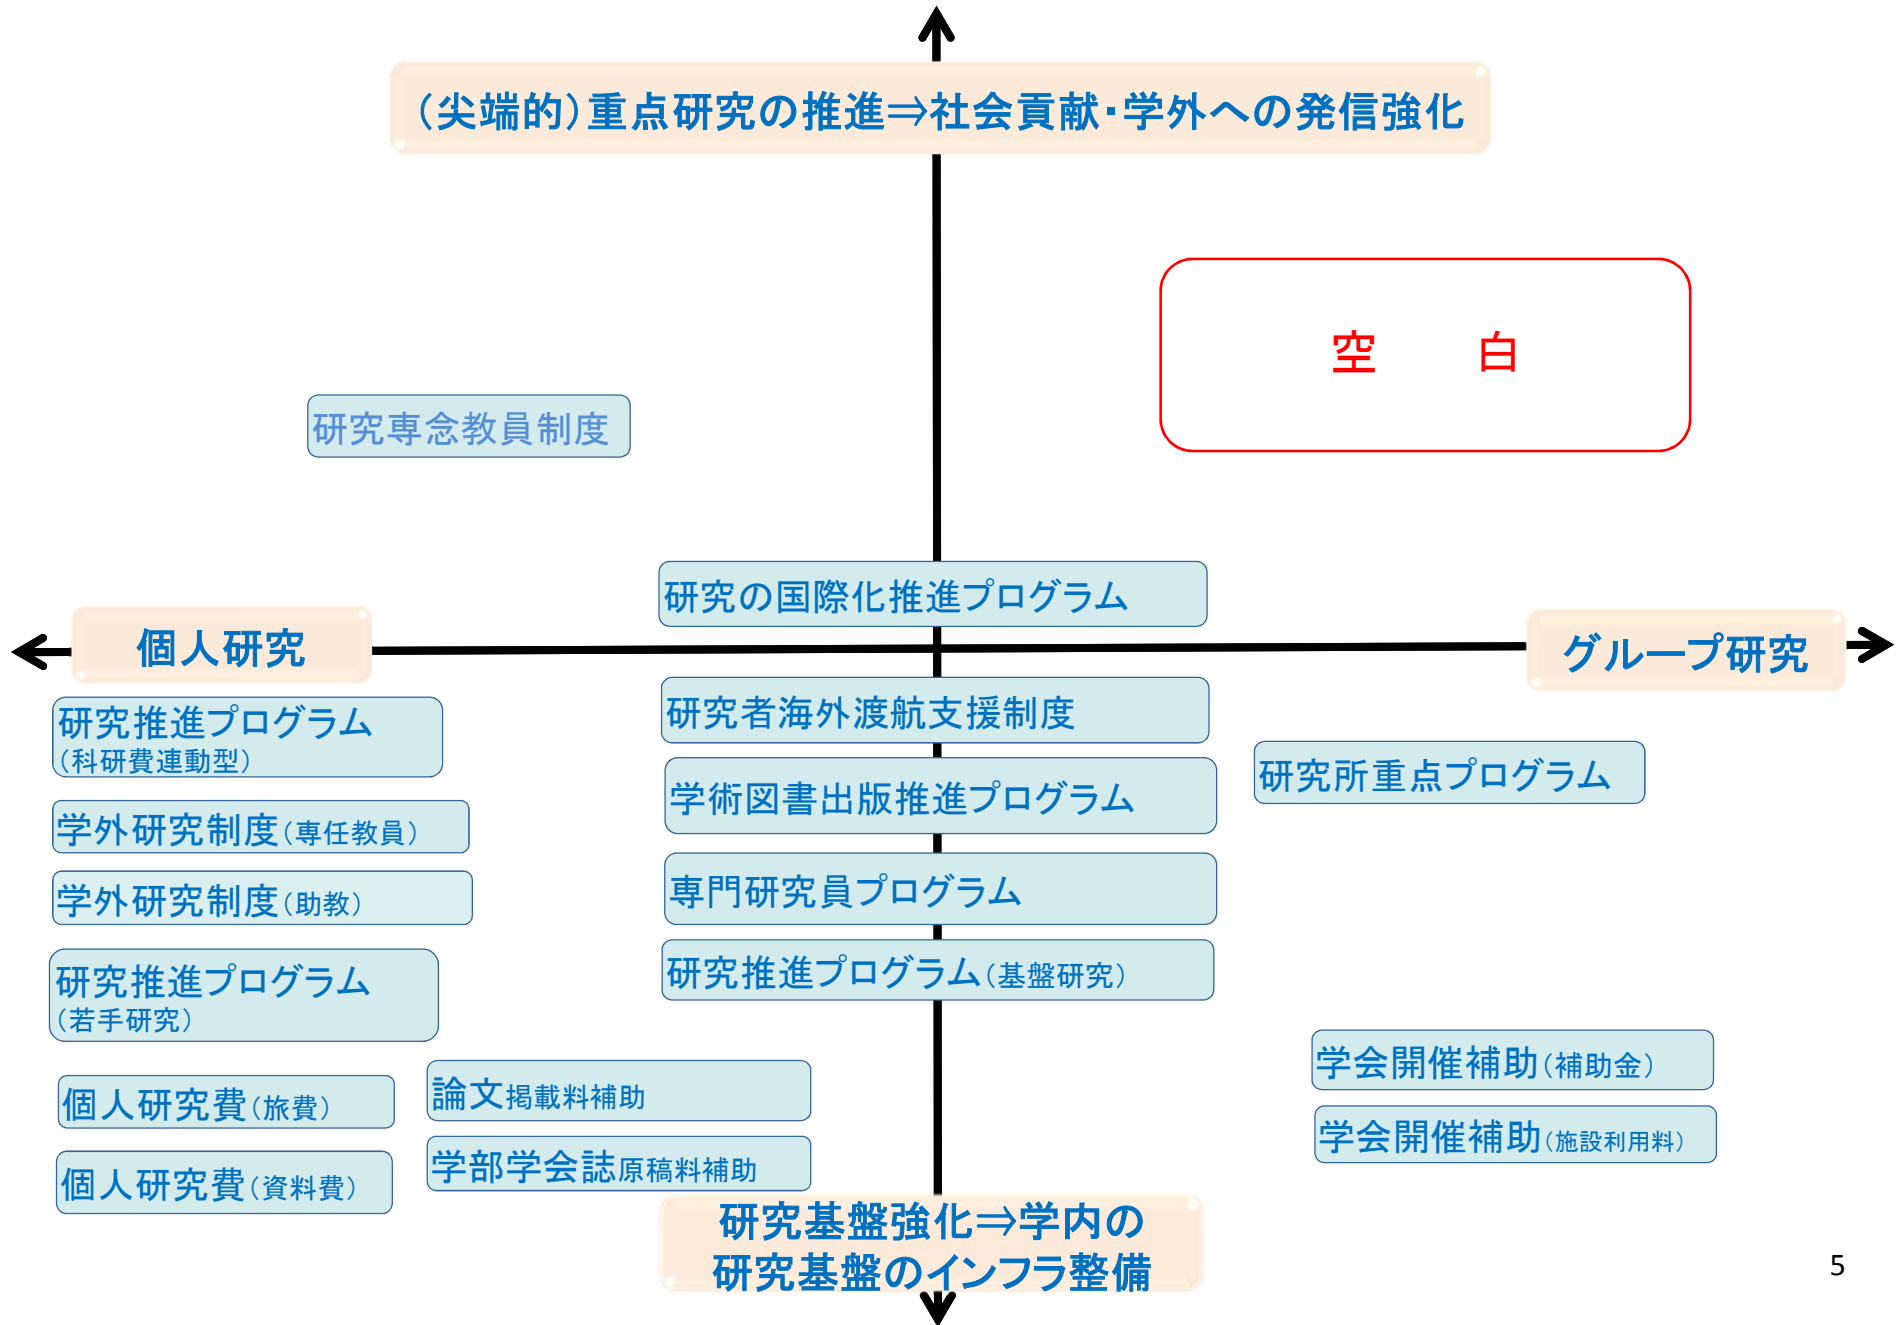 （尖端的）重点研究の推進⇒社会貢献・学外への発信強化
空　　白
研究専念教員制度
研究の国際化推進プログラム
個人研究
グループ研究
研究推進プログラム
（科研費連動型）
学外研究制度（専任教員）
学外研究制度（助教）
研究推進プログラム
（若手研究）
個人研究費（旅費）
個人研究費（資料費）
論文掲載料補助
学部学会誌原稿料補助
研究者海外渡航支援制度
学術図書出版推進プログラム
専門研究員プログラム
研究推進プログラム（基盤研究）
研究所重点プログラム
学会開催補助（補助金）
学会開催補助（施設利用料）
研究基盤強化⇒学内の
研究基盤のインフラ整備
5